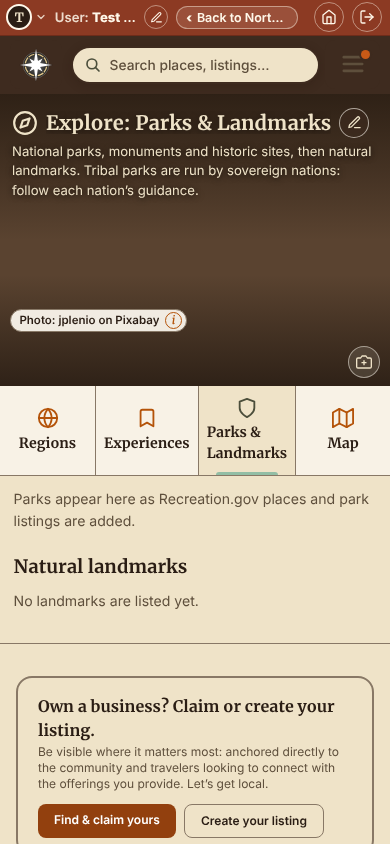 T User: Test ... ‹ Back to Nort...
Search places, listings...
Explore: Parks & Landmarks
National parks, monuments and historic sites, then natural
landmarks. Tribal parks are run by sovereign nations:
follow each nation’s guidance.
Photo: jplenio on Pixabay i
Regions
Experiences
Parks &
Landmarks
Map
Parks appear here as Recreation.gov places and park
listings are added.
Natural landmarks
No landmarks are listed yet.
Own a business? Claim or create your
listing.
Be visible where it matters most: anchored directly to
the community and travelers looking to connect with
the offerings you provide. Let’s get local.
Find & claim yours
Create your listing